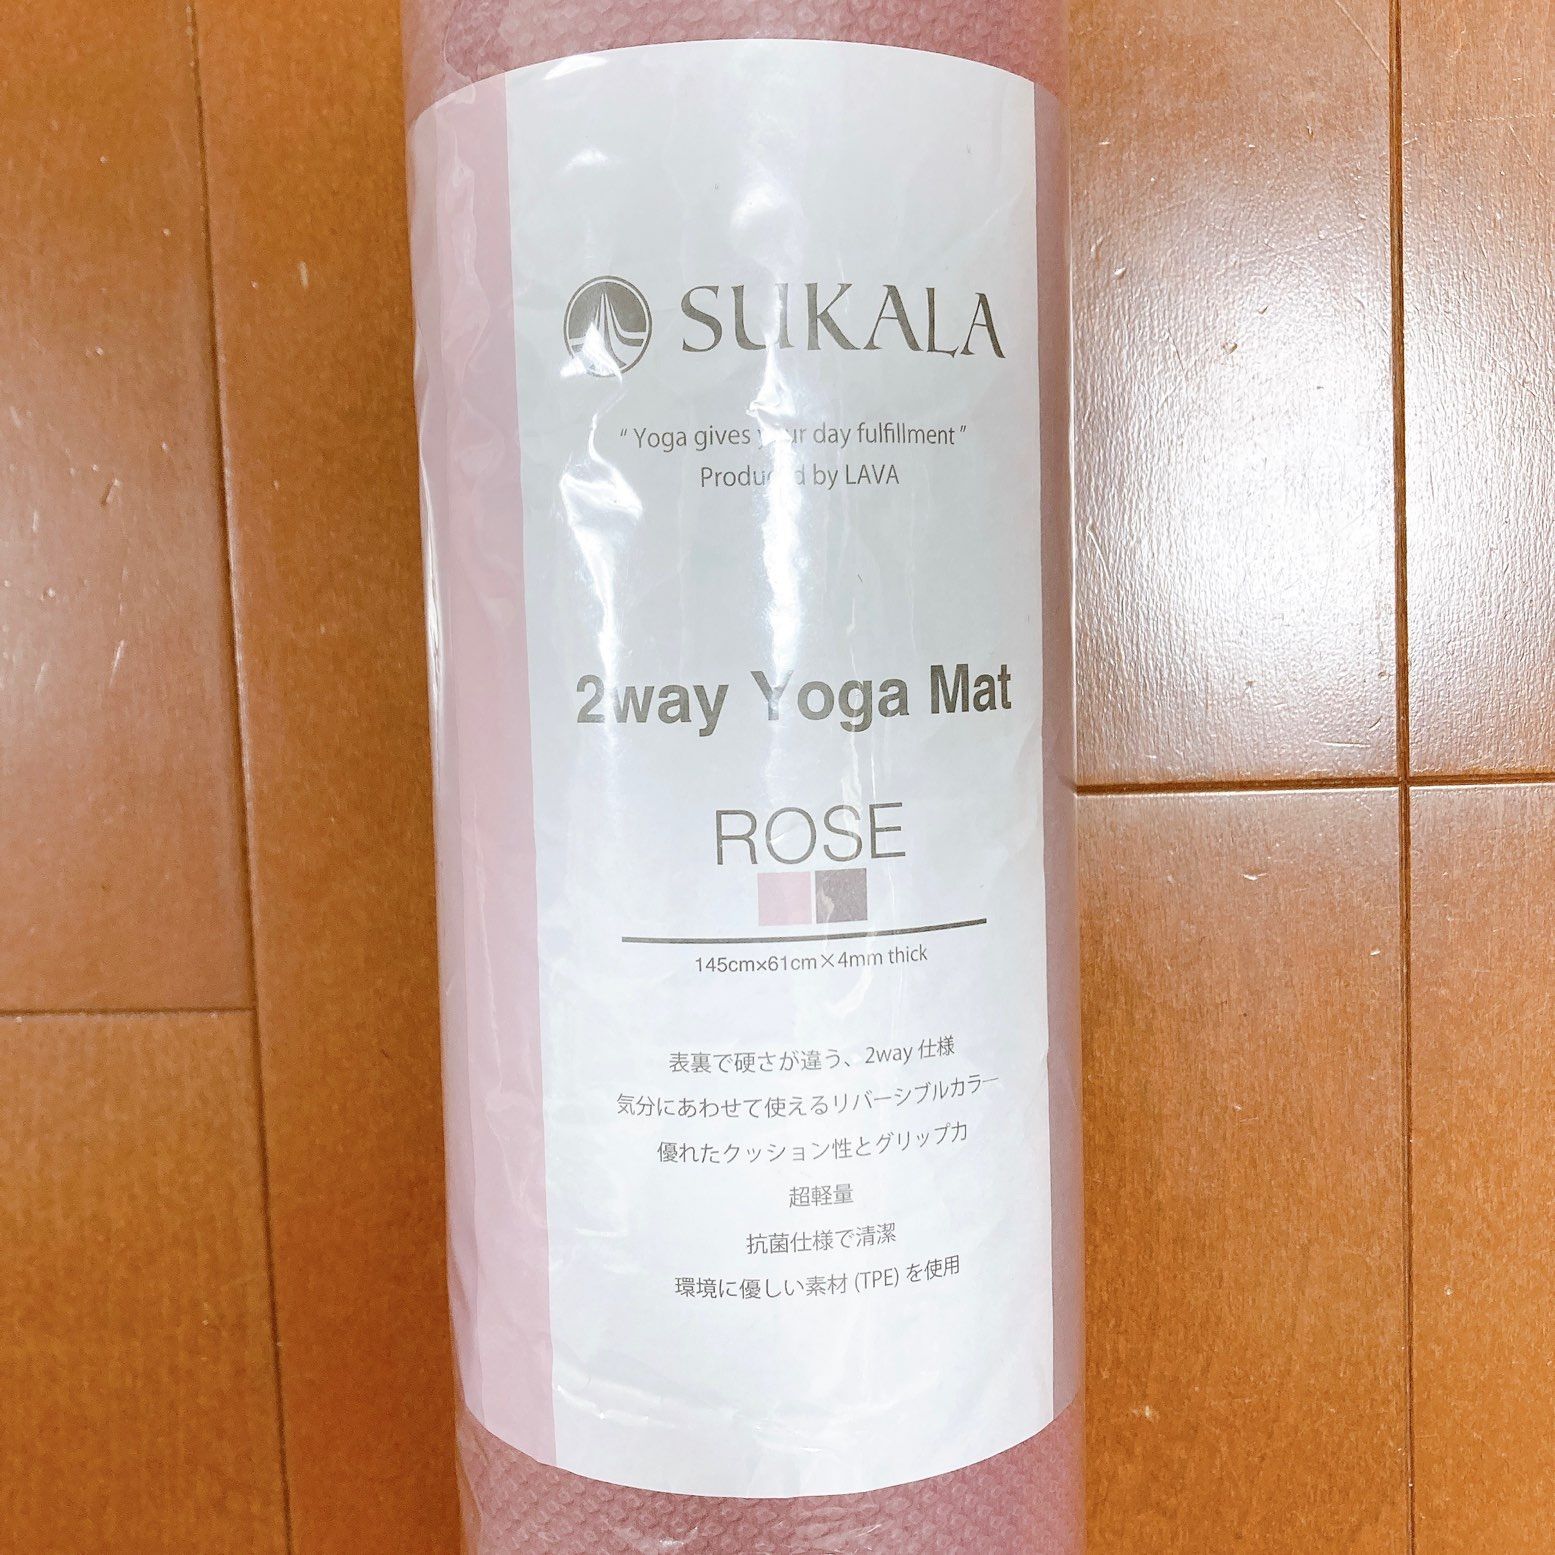 SUKALA
“ Yoga gives your day fulfillment ”
Produced by LAVA
2way Yoga Mat
ROSE
145cm×61cm×4mm thick
表裏で硬さが違う、2way 仕様
気分にあわせて使えるリバーシブルカラー
優れたクッション性とグリップ力
超軽量
抗菌仕様で清潔
環境に優しい素材 (TPE) を使用